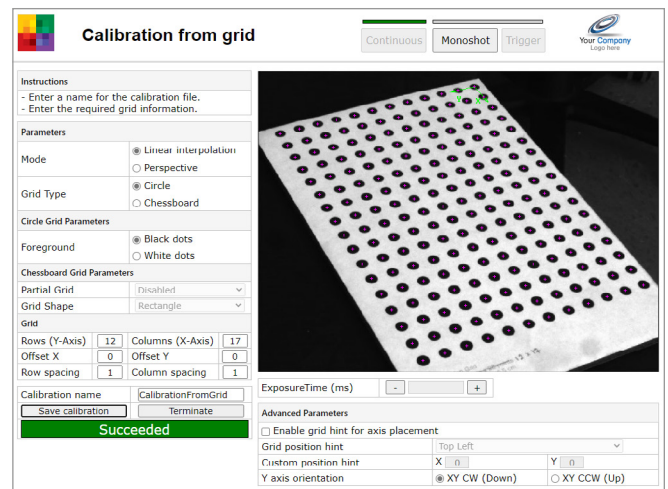 Calibration from grid
Continuous Monoshot Trigger
Your Company
Logo here
Instructions
- Enter a name for the calibration file.
- Enter the required grid information.
Parameters
Mode
Linear interpolation
Perspective
Grid Type
Circle
Chessboard
Circle Grid Parameters
Foreground
Black dots
White dots
Chessboard Grid Parameters
Partial Grid Disabled
Grid Shape Rectangle
Grid
Rows (Y-Axis) 12 Columns (X-Axis) 17
Offset X 0 Offset Y 0
Row spacing 1 Column spacing 1
Calibration name CalibrationFromGrid
Save calibration Terminate
Succeeded
Y X
ExposureTime (ms) - +
Advanced Parameters
Enable grid hint for axis placement
Grid position hint Top Left
Custom position hint X 0 Y 0
Y axis orientation XY CW (Down) XY CCW (Up)